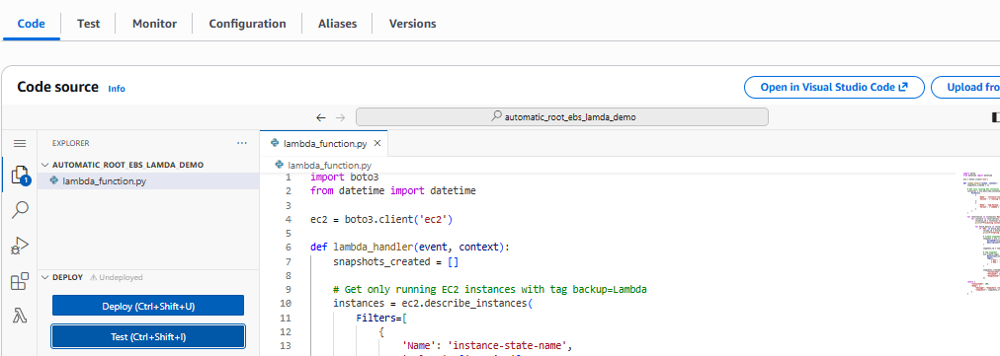 Code Test Monitor Configuration Aliases Versions
Code source Info Open in Visual Studio Code Upload fro
automatic_root_ebs_lamda_demo
EXPLORER
AUTOMATIC_ROOT_EBS_LAMDA_DEMO
lambda_function.py
1
DEPLOY Undeployed
Deploy (Ctrl+Shift+U)
Test (Ctrl+Shift+I)
lambda_function.py
lambda_function.py
1 import boto3
2 from datetime import datetime
3
4 ec2 = boto3.client('ec2')
5
6 def lambda_handler(event, context):
7 snapshots_created = []
8
9 # Get only running EC2 instances with tag backup=Lambda
10 instances = ec2.describe_instances(
11 Filters=[
12 {
13 'Name': 'instance-state-name',